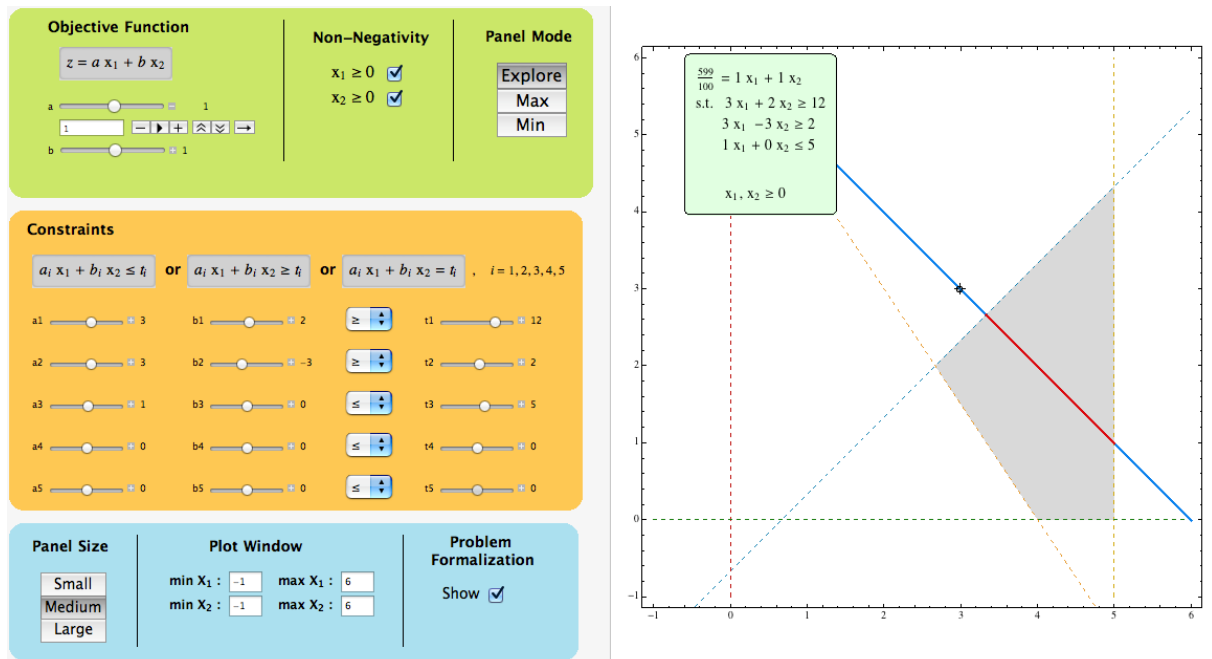 Objective Function
z = a x₁ + b x₂
a 1
1
b 1
Non-Negativity
x₁ ≥ 0
x₂ ≥ 0
Panel Mode
Explore
Max
Min
Constraints
aᵢ x₁ + bᵢ x₂ ≤ tᵢ or aᵢ x₁ + bᵢ x₂ ≥ tᵢ or aᵢ x₁ + bᵢ x₂ = tᵢ , i = 1, 2, 3, 4, 5
a1 3 b1 2 ≥ t1 12
a2 3 b2 -3 ≥ t2 2
a3 1 b3 0 ≤ t3 5
a4 0 b4 0 ≤ t4 0
a5 0 b5 0 ≤ t5 0
Panel Size
Small
Medium
Large
Plot Window
min X₁ : -1 max X₁ : 6
min X₂ : -1 max X₂ : 6
Problem
Formalization
Show
599/100 = 1 x₁ + 1 x₂
s.t. 3 x₁ + 2 x₂ ≥ 12
3 x₁ -3 x₂ ≥ 2
1 x₁ + 0 x₂ ≤ 5
x₁, x₂ ≥ 0
6
5
4
3
2
1
0
-1
-1 0 1 2 3 4 5 6